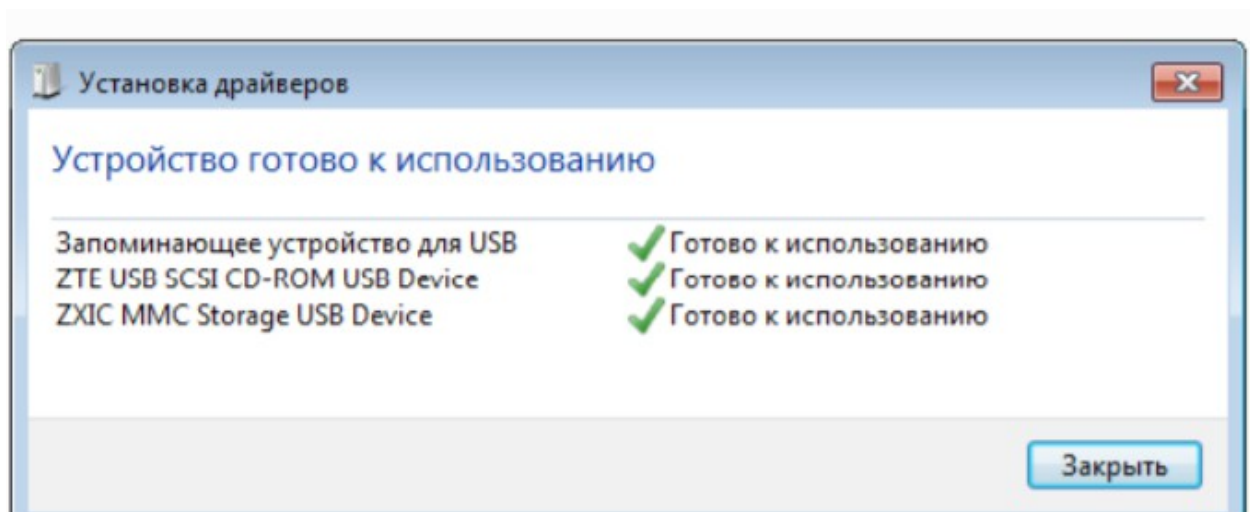 Установка драйверов
Устройство готово к использованию
Запоминающее устройство для USB Готово к использованию
ZTE USB SCSI CD-ROM USB Device Готово к использованию
ZXIC MMC Storage USB Device Готово к использованию
Закрыть